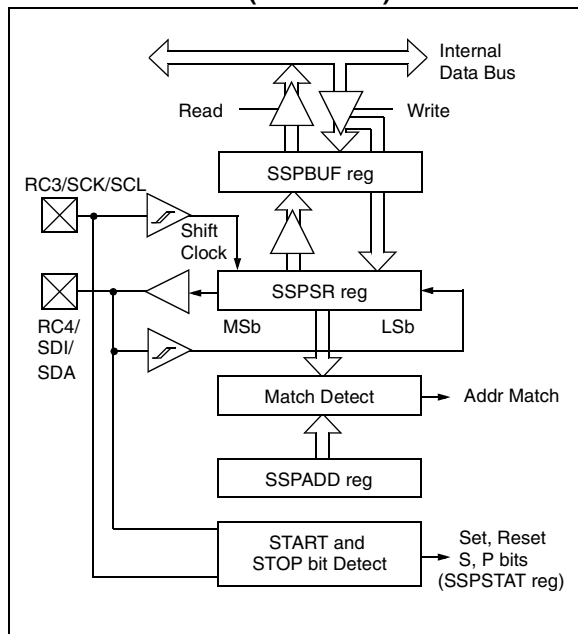 Internal
Data Bus
Read
Write
SSPBUF reg
RC3/SCK/SCL
Shift
Clock
SSPSR reg
MSb
LSb
RC4/
SDI/
SDA
Match Detect
Addr Match
SSPADD reg
START and
STOP bit Detect
Set, Reset
S, P bits
(SSPSTAT reg)